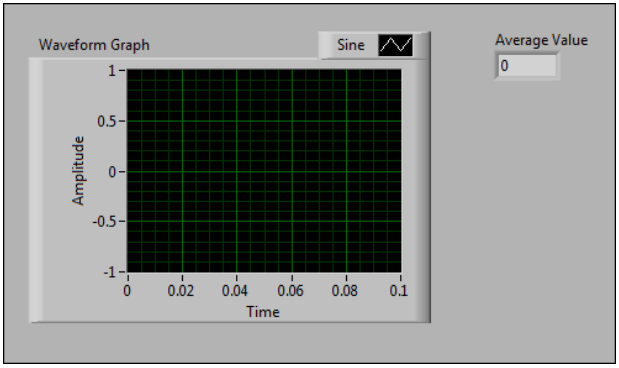 Waveform Graph
Sine
Average Value
0
Amplitude
1
0.5
0
-0.5
-1
0 0.02 0.04 0.06 0.08 0.1
Time